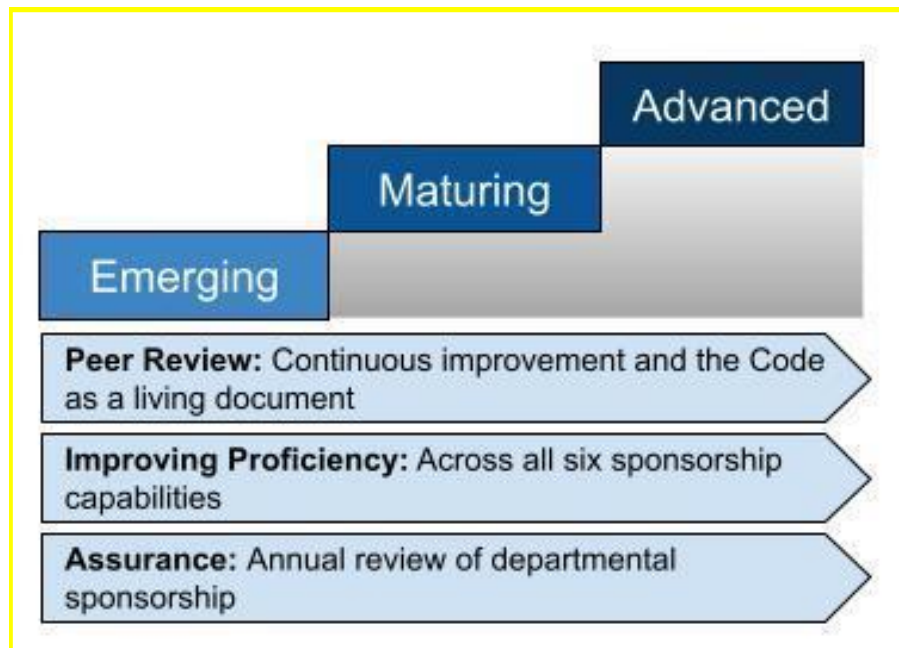 Advanced
Maturing
Emerging
Peer Review: Continuous improvement and the Code
as a living document
Improving Proficiency: Across all six sponsorship
capabilities
Assurance: Annual review of departmental
sponsorship